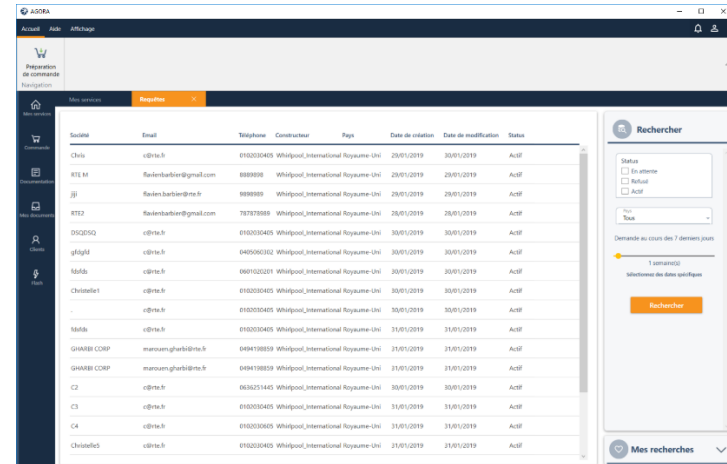 AGORA
Accueil Aide Affichage
Préparation
de commande
Navigation
Mes services Requêtes
Mes services
Commande
Documentation
Mes documents
Clients
Flash
Société Email Téléphone Constructeur Pays Date de création Date de modification Status
Chris c@rte.fr 0102030405 Whirlpool_International Royaume-Uni 29/01/2019 30/01/2019 Actif
RTE M flavienbarbier@gmail.com 8889898 Whirlpool_International Royaume-Uni 29/01/2019 29/01/2019 Actif
jiji flavien.barbier@rte.fr 9898989 Whirlpool_International Royaume-Uni 29/01/2019 29/01/2019 Actif
RTE2 flavienbarbier@gmail.com 787878989 Whirlpool_International Royaume-Uni 28/01/2019 28/01/2019 Actif
DSQDSQ c@rte.fr 0102030405 Whirlpool_International Royaume-Uni 30/01/2019 30/01/2019 Actif
gfdgfd c@rte.fr 0405060302 Whirlpool_International Royaume-Uni 30/01/2019 30/01/2019 Actif
c@rte.fr 0601020201 Whirlpool_International Royaume-Uni 30/01/2019 30/01/2019 Actif
Christelle1 c@rte.fr 0102030405 Whirlpool_International Royaume-Uni 30/01/2019 30/01/2019 Actif
. c@rte.fr 0102030405 Whirlpool_International Royaume-Uni 30/01/2019 30/01/2019 Actif
c@rte.fr 0102030405 Whirlpool_International Royaume-Uni 31/01/2019 31/01/2019 Actif
GHARBI CORP marouen.gharbi@rte.fr 0494198859 Whirlpool_International Royaume-Uni 31/01/2019 31/01/2019 Actif
GHARBI CORP marouen.gharbi@rte.fr 0494198859 Whirlpool_International Royaume-Uni 31/01/2019 31/01/2019 Actif
C2 c@rte.fr 0636251445 Whirlpool_International Royaume-Uni 30/01/2019 30/01/2019 Actif
C3 c@rte.fr 0102030405 Whirlpool_International Royaume-Uni 31/01/2019 31/01/2019 Actif
C4 c@rte.fr 0102030605 Whirlpool_International Royaume-Uni 31/01/2019 31/01/2019 Actif
Christelle5 c@rte.fr 0102030405 Whirlpool_International Royaume-Uni 31/01/2019 31/01/2019 Actif
Rechercher
Status
En attente
Refusé
Actif
Pays
Tous
Demande au cours des 7 derniers jours
1 semaine(s)
Sélectionnez des dates spécifiques
Rechercher
Mes recherches